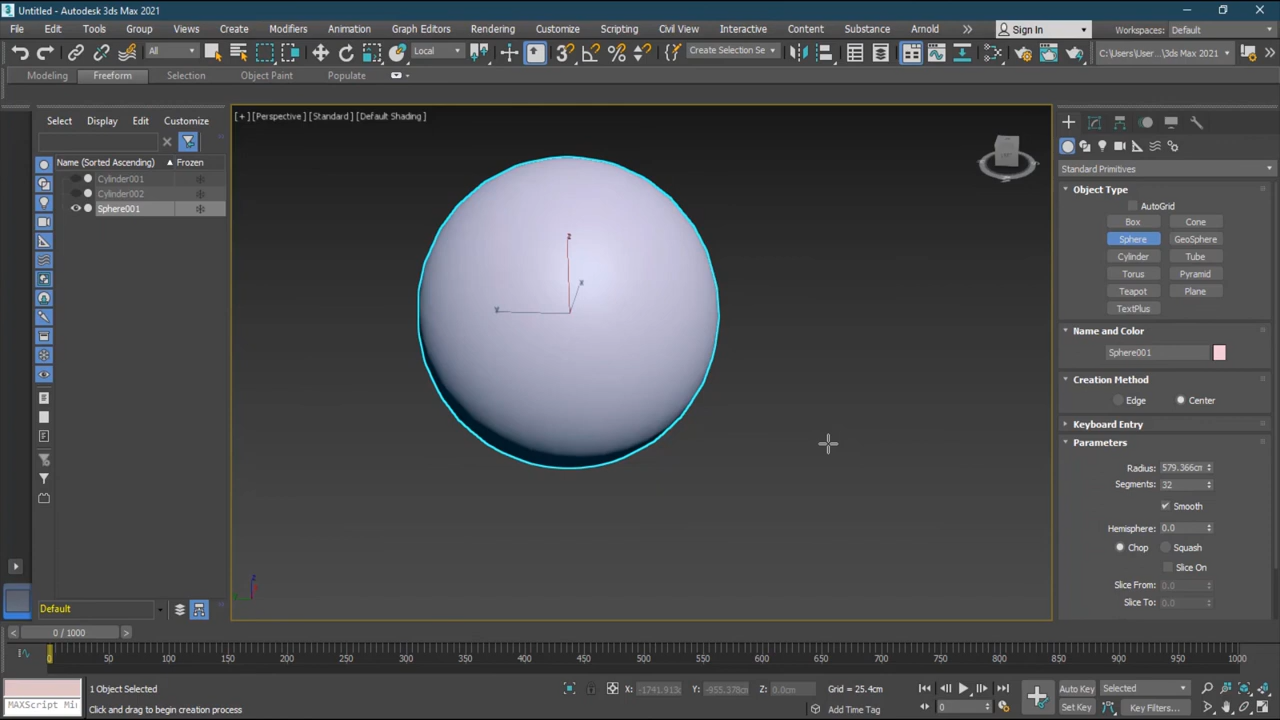 Untitled - Autodesk 3ds Max 2021
File Edit Tools Group Views Create Modifiers Animation Graph Editors Rendering Customize Scripting Civil View Interactive Content Substance Arnold Sign In Workspaces: Default
All Local Create Selection Se C:\Users\User ...\3ds Max 2021
Modeling Freeform Selection Object Paint Populate
Select Display Edit Customize
Name (Sorted Ascending) Frozen
Cylinder001
Cylinder002
Sphere001
Default
[ + ] [Perspective ] [Standard ] [Default Shading ]
z
x
y
z
Standard Primitives
Object Type
AutoGrid
Box Cone
Sphere GeoSphere
Cylinder Tube
Torus Pyramid
Teapot Plane
TextPlus
Name and Color
Sphere001
Creation Method
Edge Center
Keyboard Entry
Parameters
Radius: 579.366cm
Segments: 32
Smooth
Hemisphere: 0.0
Chop Squash
Slice On
Slice From: 0.0
Slice To: 0.0
0 / 1000
0 50 100 150 200 250 300 350 400 450 500 550 600 650 700 750 800 850 900 950 1000
1 Object Selected X: -1741.913c Y: -955.378cm Z: 0.0cm Grid = 25.4cm Auto Key Selected
MAXScript Mi Click and drag to begin creation process Add Time Tag 0 Set Key Key Filters...